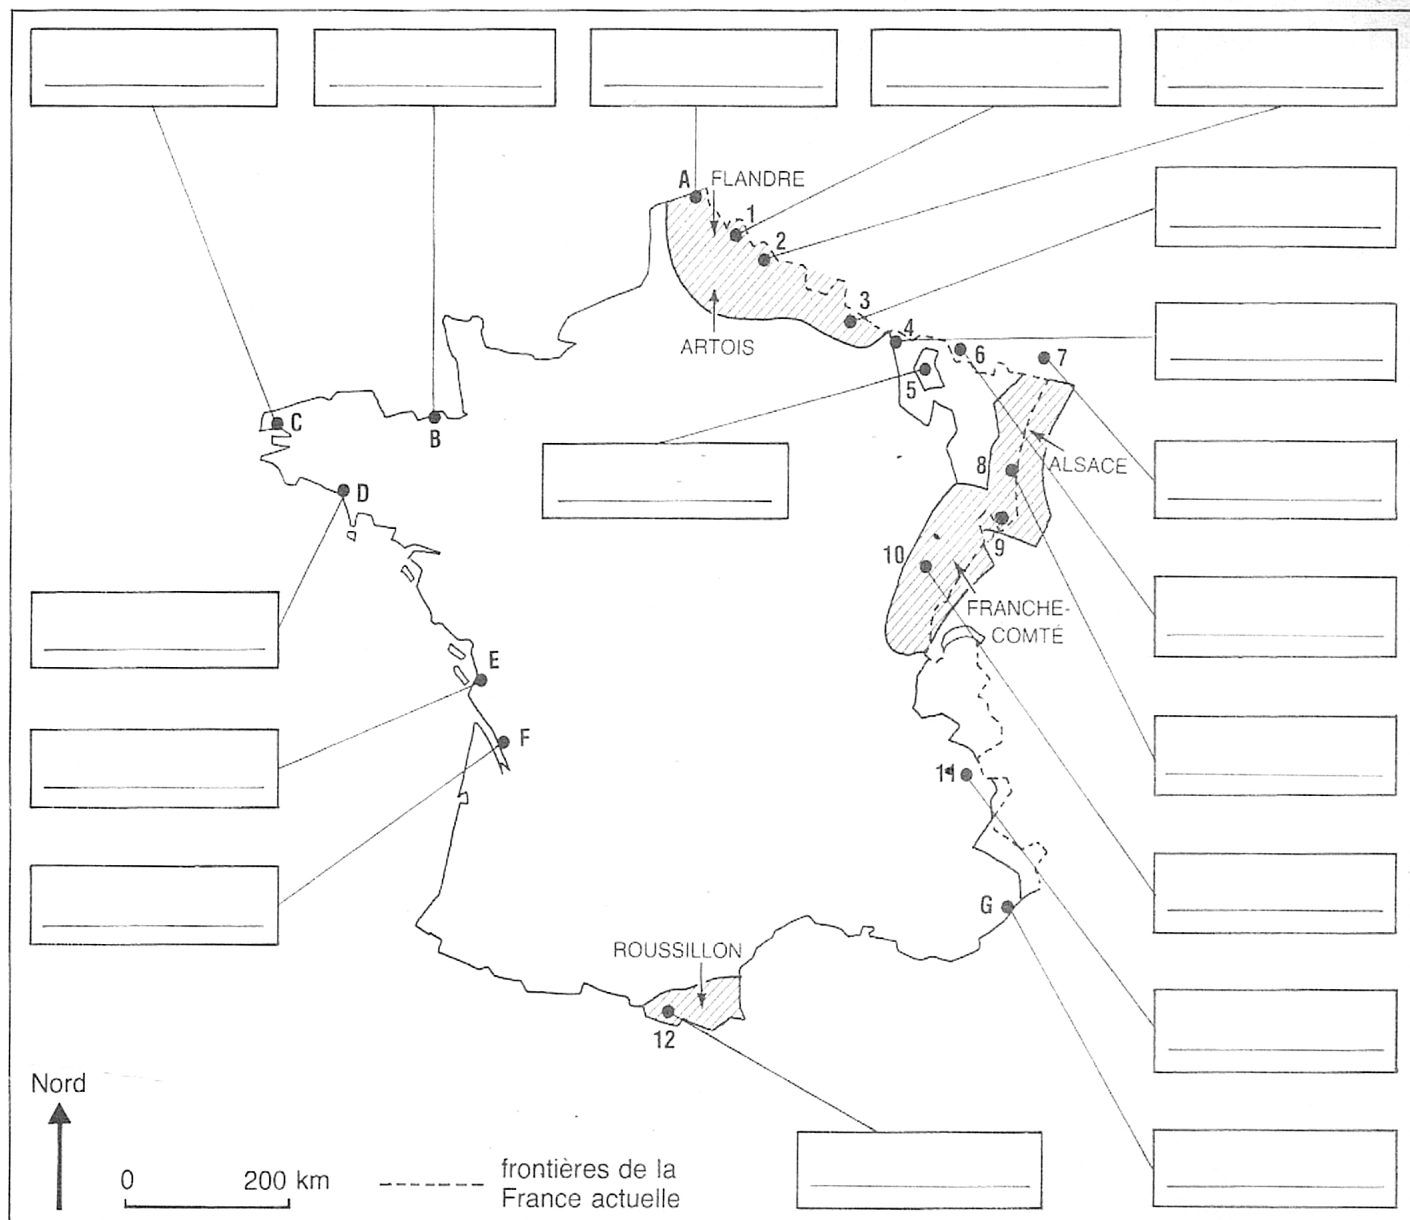 A
FLANDRE
1
2
3
ARTOIS
4
6
7
5
C
B
8
ALSACE
D
10
9
FRANCHE-
COMTÉ
E
F
11
G
ROUSSILLON
12
Nord
0
200 km
frontières de la
France actuelle